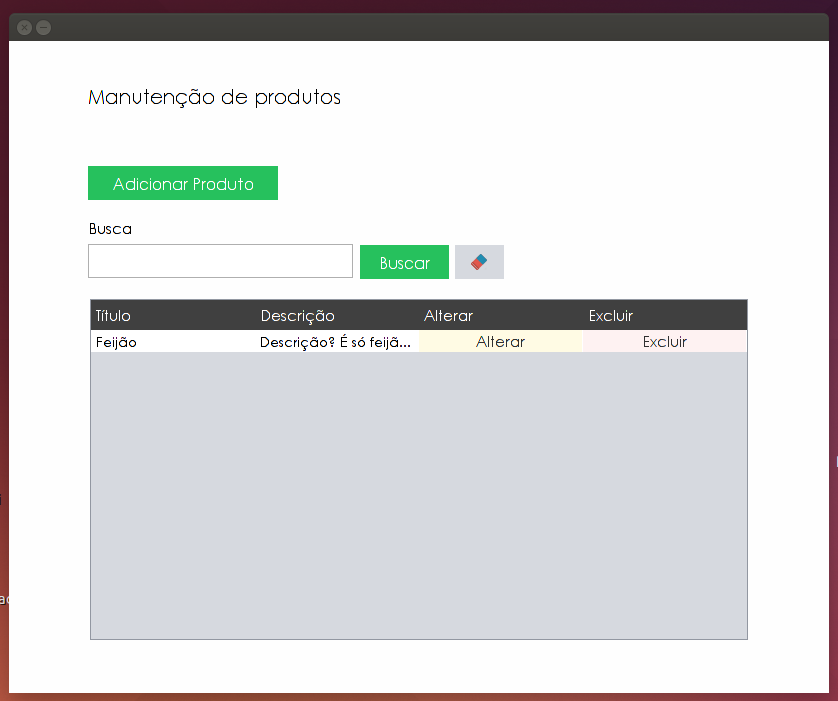 Manutenção de produtos
Adicionar Produto
Busca
Buscar
Título Descrição Alterar Excluir
Feijão Descrição? É só feijã... Alterar Excluir